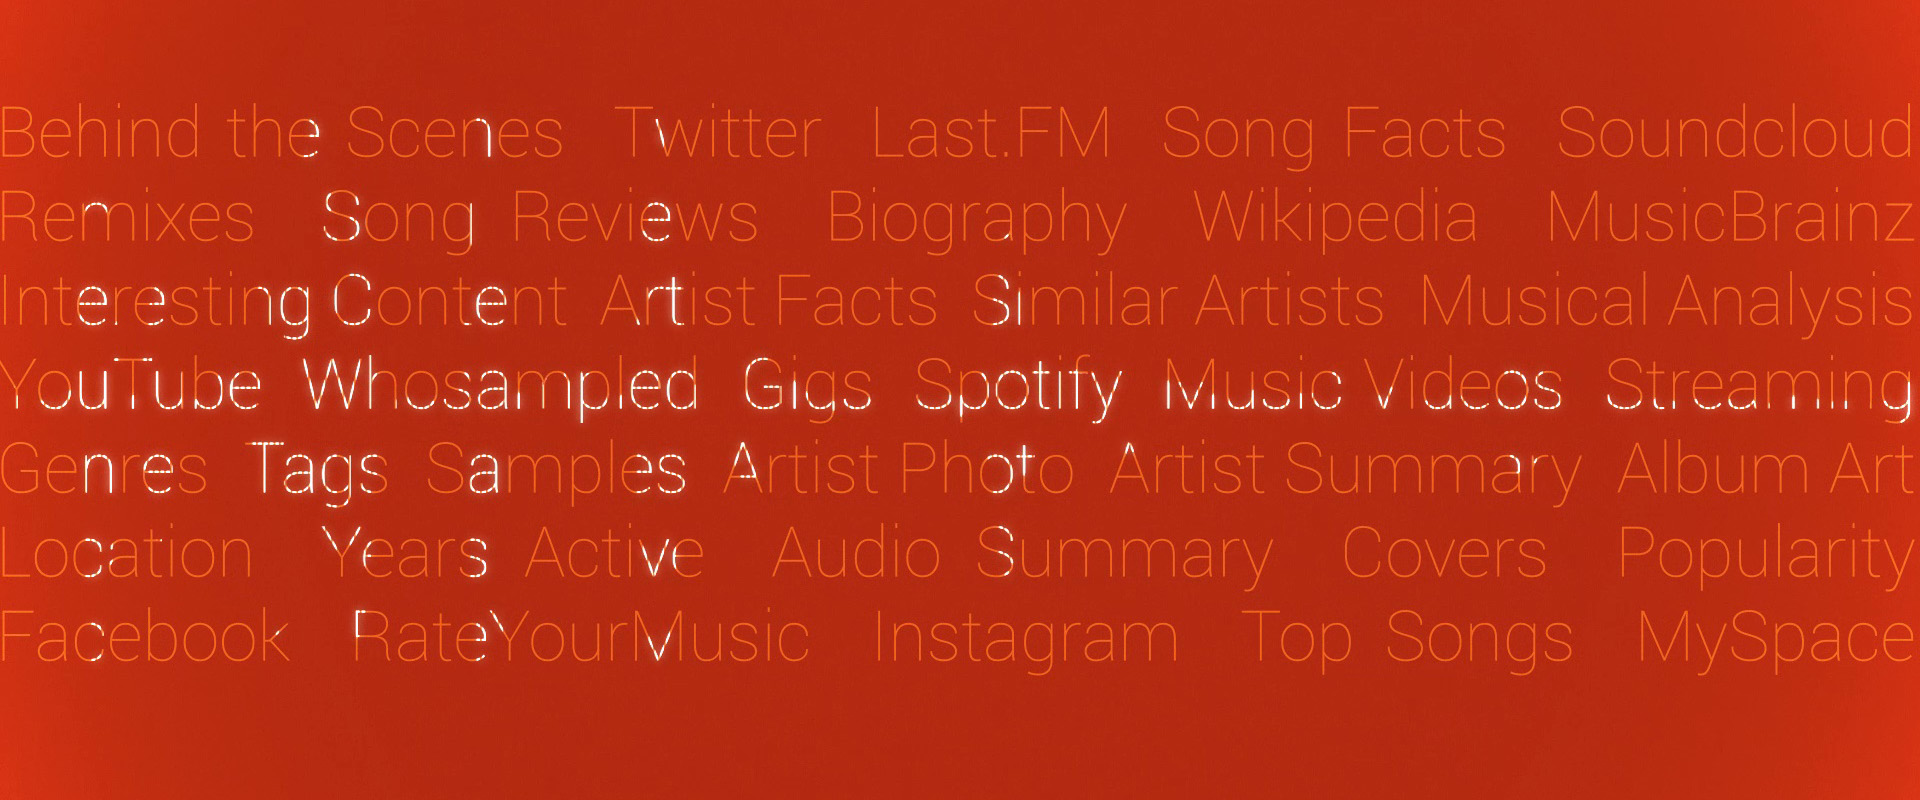 Behind the Scenes Twitter Last.FM Song Facts Soundcloud
Remixes Song Reviews Biography Wikipedia MusicBrainz
Interesting Content Artist Facts Similar Artists Musical Analysis
YouTube Whosampled Gigs Spotify Music Videos Streaming
Genres Tags Samples Artist Photo Artist Summary Album Art
Location Years Active Audio Summary Covers Popularity
Facebook RateYourMusic Instagram Top Songs MySpace